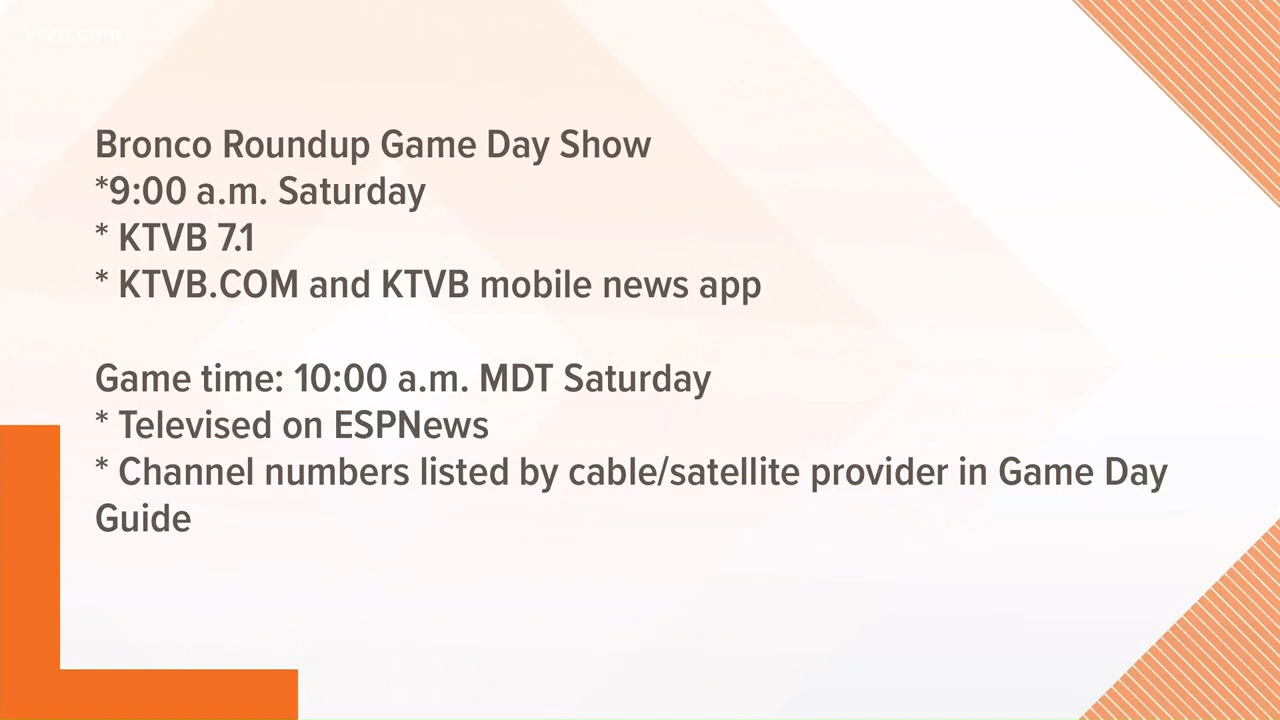 ktvb.com
Bronco Roundup Game Day Show
*9:00 a.m. Saturday
* KTVB 7.1
* KTVB.COM and KTVB mobile news app
Game time: 10:00 a.m. MDT Saturday
* Televised on ESPNews
* Channel numbers listed by cable/satellite provider in Game Day
Guide